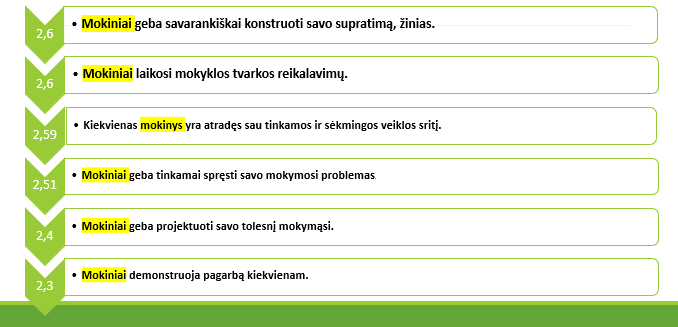 2,6
• Mokiniai geba savarankiškai konstruoti savo supratimą, žinias.
2,6
• Mokiniai laikosi mokyklos tvarkos reikalavimų.
2,59
• Kiekvienas mokinys yra atradęs sau tinkamos ir sėkmingos veiklos sritį.
2,51
• Mokiniai geba tinkamai spręsti savo mokymosi problemas
2,4
• Mokiniai geba projektuoti savo tolesnį mokymąsi.
2,3
• Mokiniai demonstruoja pagarbą kiekvienam.